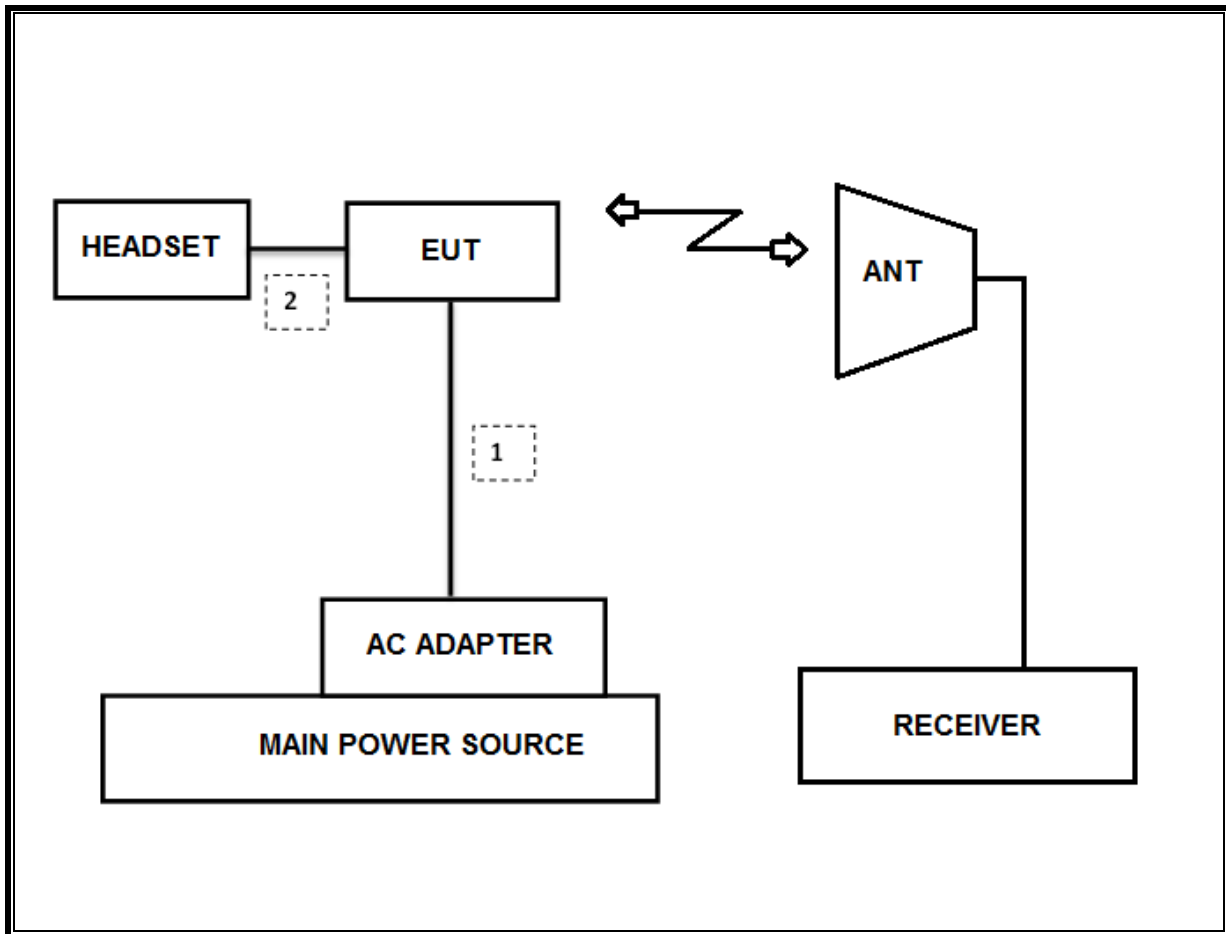 HEADSET
EUT
ANT
2
1
AC ADAPTER
MAIN POWER SOURCE
RECEIVER